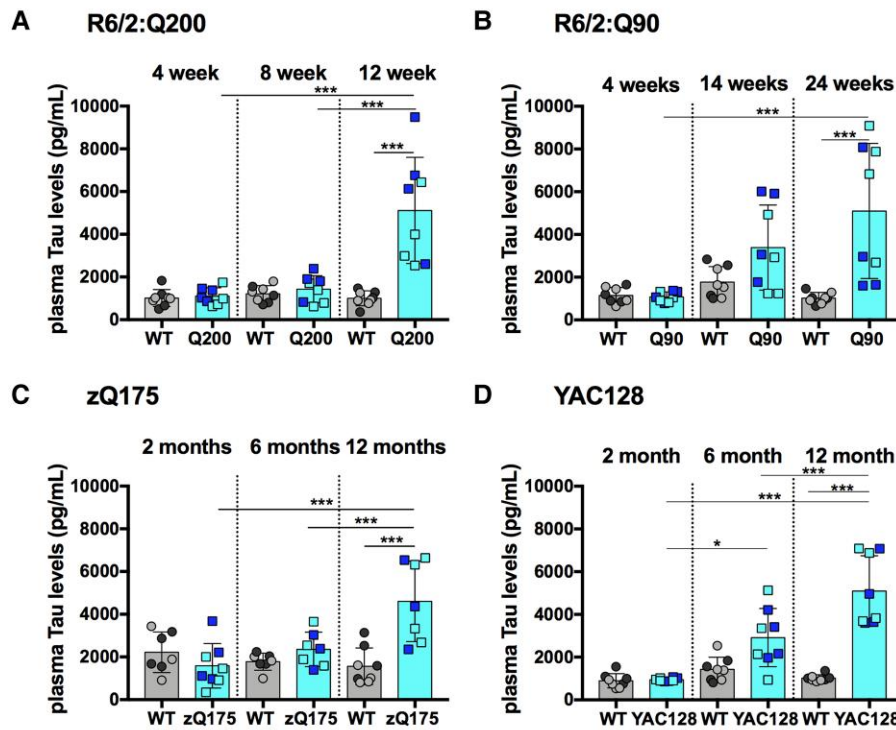 A R6/2:Q200
4 week 8 week 12 week
***
***
***
plasma Tau levels (pg/mL)
10000
8000
6000
4000
2000
0
WT Q200 WT Q200 WT Q200
B R6/2:Q90
4 weeks 14 weeks 24 weeks
***
***
plasma Tau levels (pg/mL)
10000
8000
6000
4000
2000
0
WT Q90 WT Q90 WT Q90
C zQ175
2 months 6 months 12 months
***
***
***
plasma Tau levels (pg/mL)
10000
8000
6000
4000
2000
0
WT zQ175 WT zQ175 WT zQ175
D YAC128
2 month 6 month 12 month
***
***
***
*
plasma Tau levels (pg/mL)
10000
8000
6000
4000
2000
0
WT YAC128 WT YAC128 WT YAC128